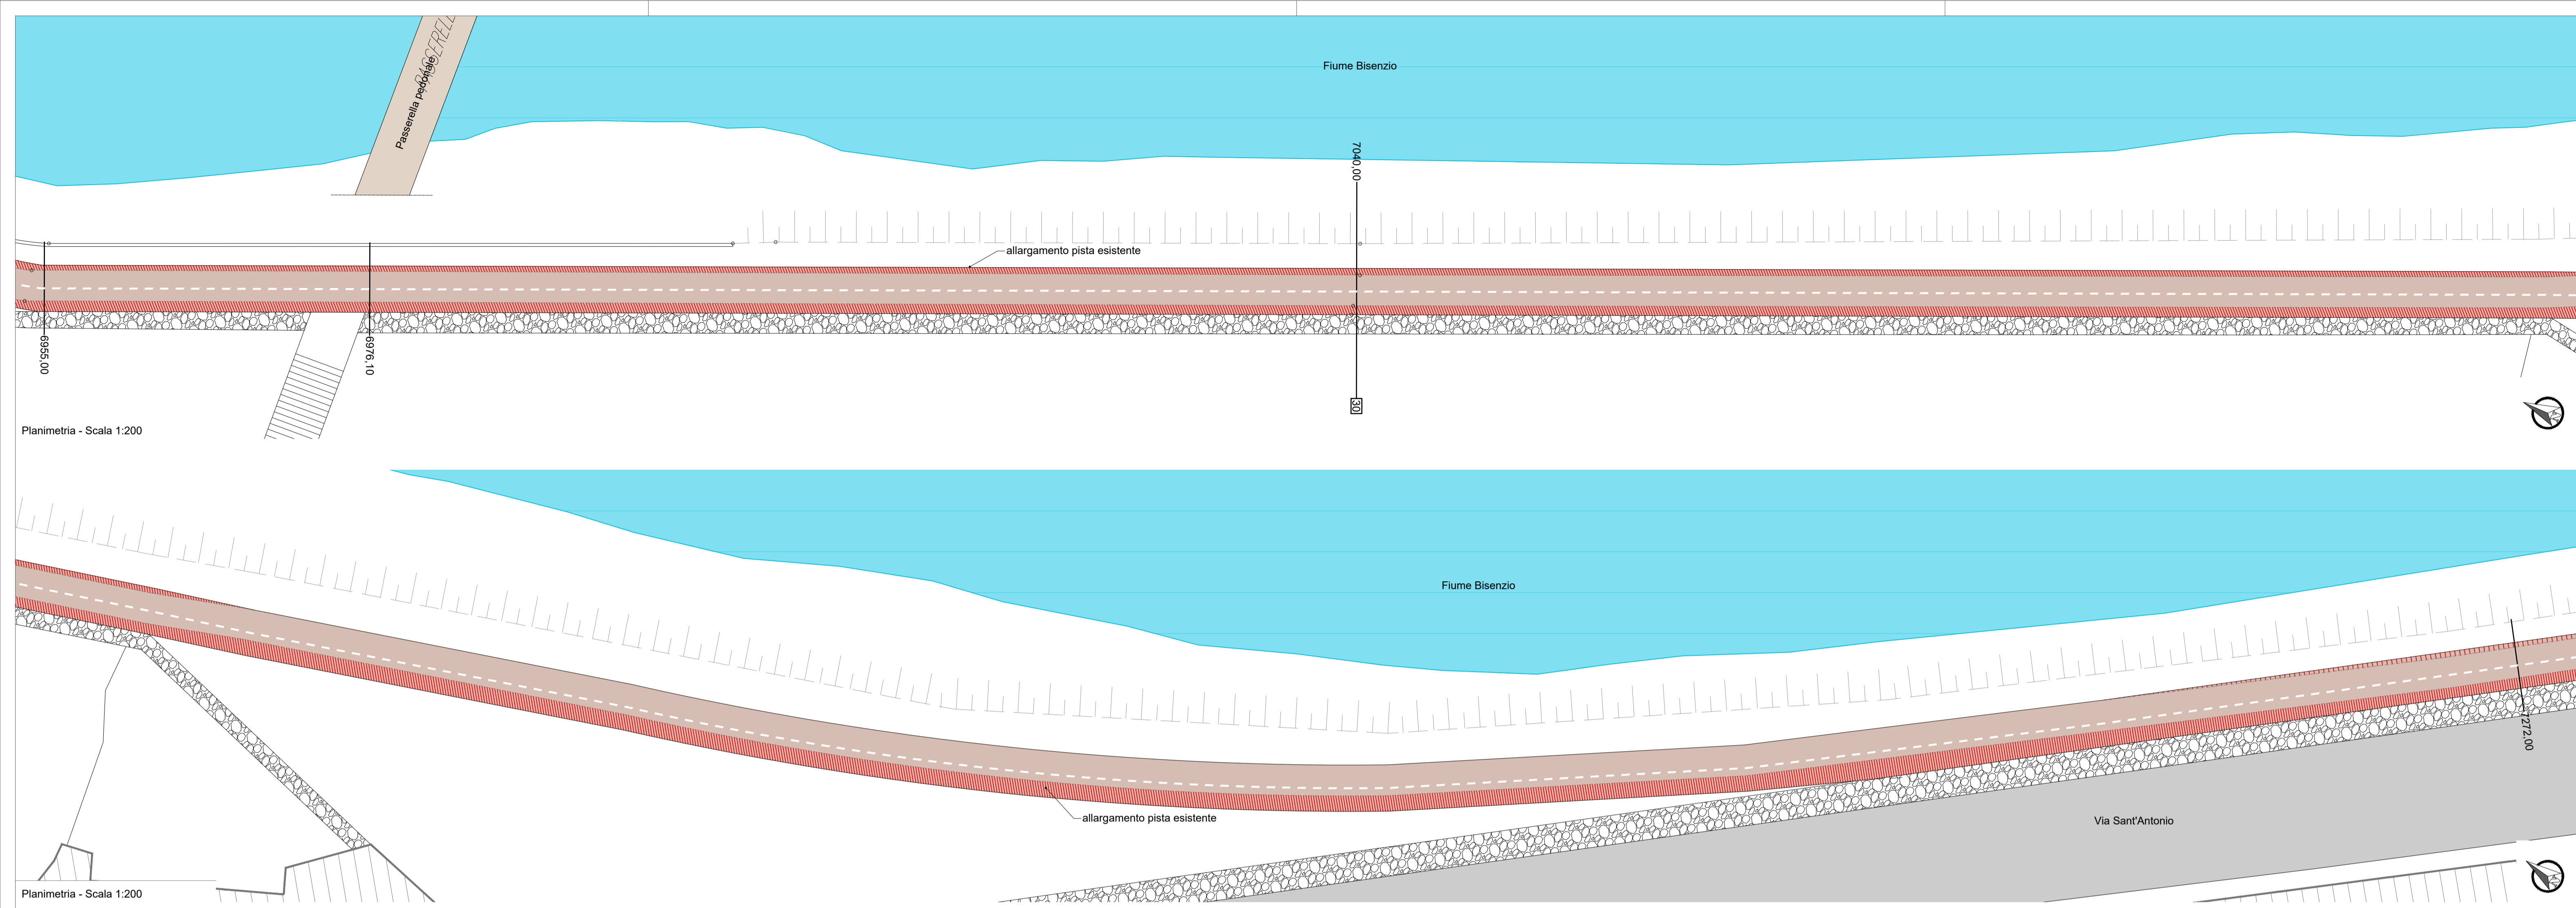 PASSERELL
Passerella pedonale
Fiume Bisenzio
7040,00
allargamento pista esistente
6955,00
6976,10
30
Planimetria - Scala 1:200
Fiume Bisenzio
7272,00
allargamento pista esistente
Via Sant'Antonio
Planimetria - Scala 1:200